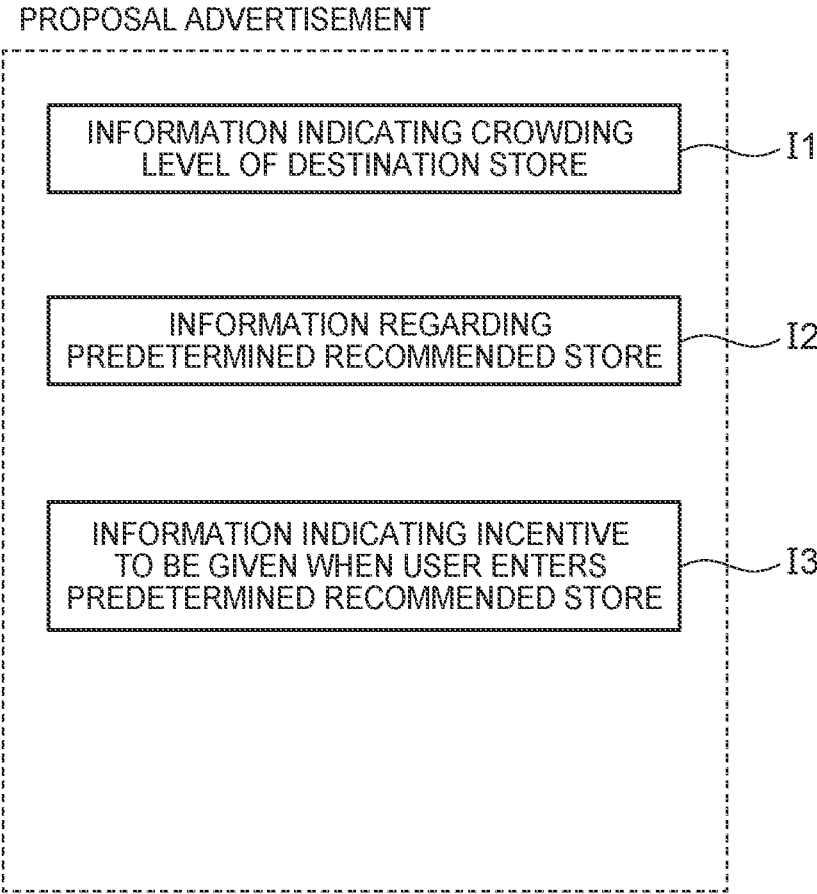 PROPOSAL ADVERTISEMENT
INFORMATION INDICATING CROWDING
LEVEL OF DESTINATION STORE
I1
INFORMATION REGARDING
PREDETERMINED RECOMMENDED STORE
I2
INFORMATION INDICATING INCENTIVE
TO BE GIVEN WHEN USER ENTERS
PREDETERMINED RECOMMENDED STORE
I3